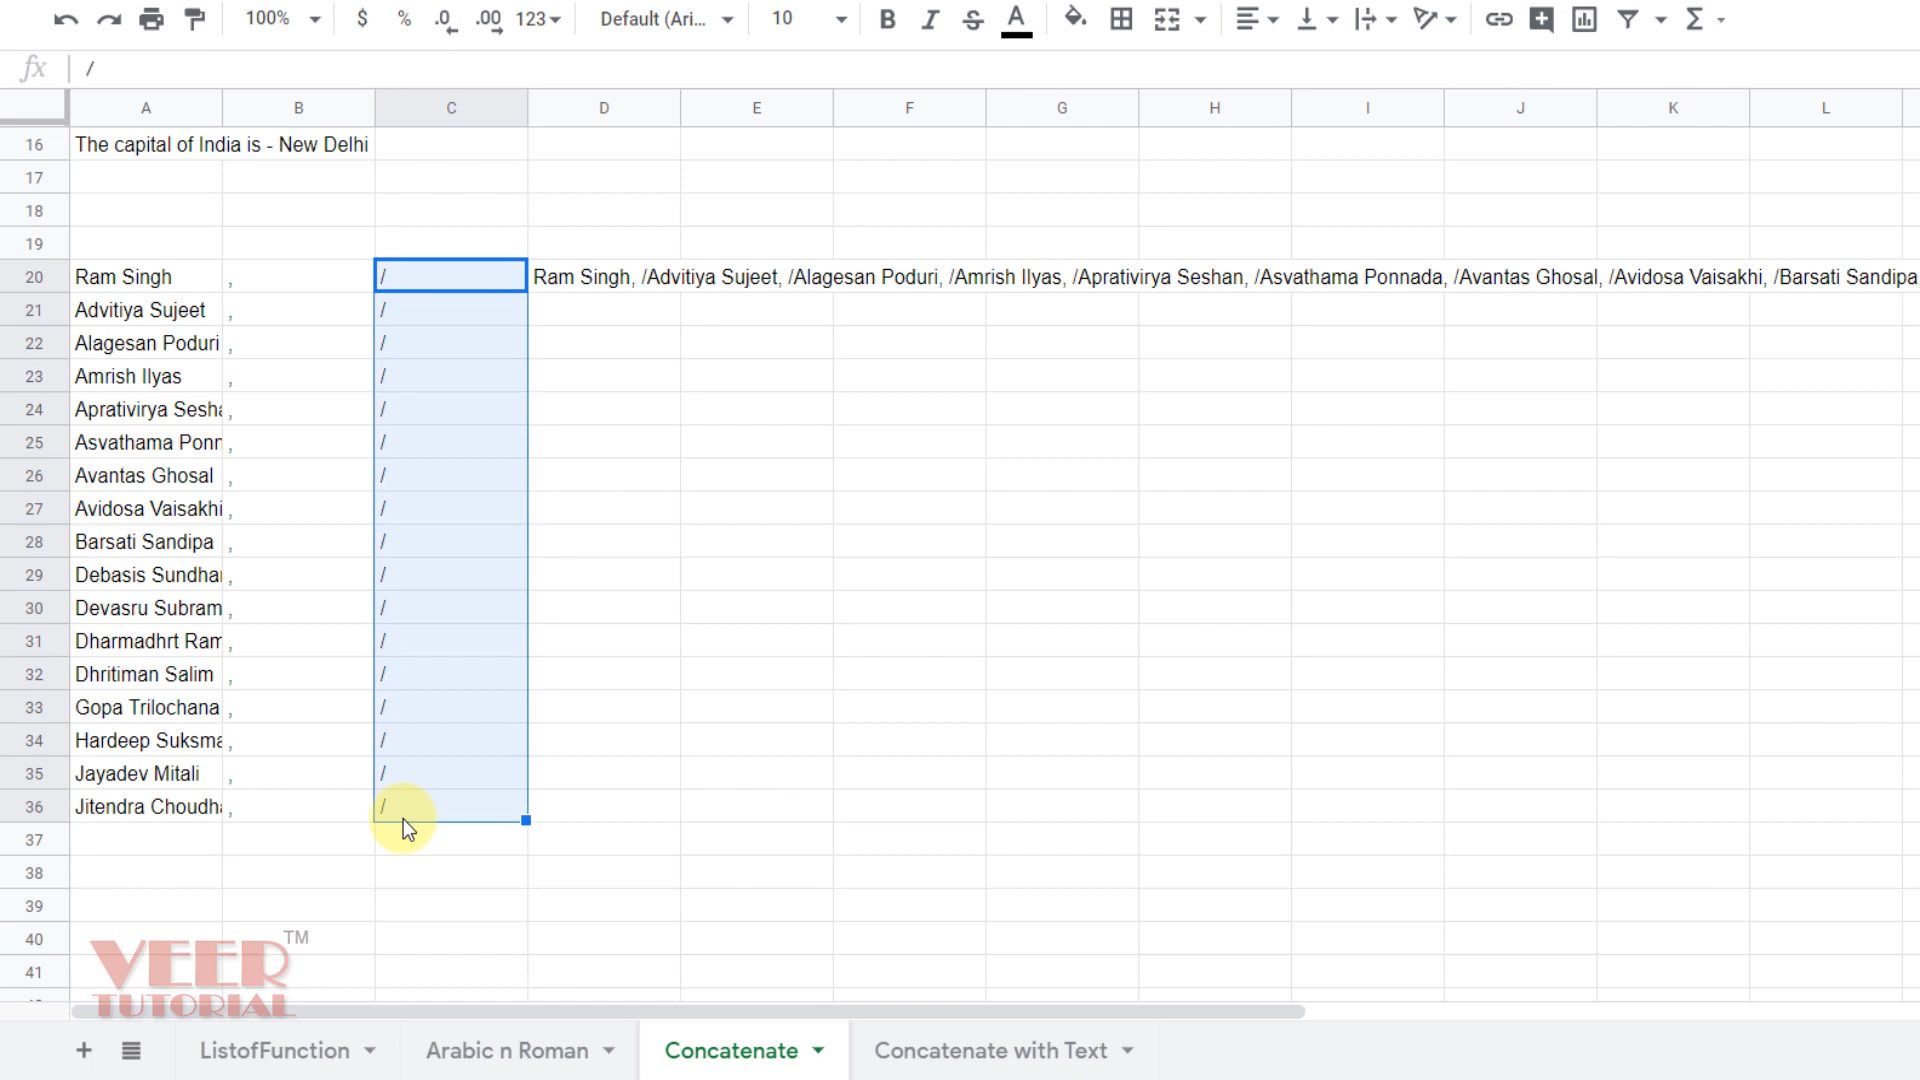 100% $ % .0 .00 123 Default (Ari... 10 B I S A
fx /
A B C D E F G H I J K L
16 The capital of India is - New Delhi
17
18
19
20 Ram Singh , / Ram Singh, /Advitiya Sujeet, /Alagesan Poduri, /Amrish Ilyas, /Aprativirya Seshan, /Asvathama Ponnada, /Avantas Ghosal, /Avidosa Vaisakhi, /Barsati Sandipa,
21 Advitiya Sujeet , /
22 Alagesan Poduri , /
23 Amrish Ilyas , /
24 Aprativirya Sesha , /
25 Asvathama Ponn , /
26 Avantas Ghosal , /
27 Avidosa Vaisakhi , /
28 Barsati Sandipa , /
29 Debasis Sundha , /
30 Devasru Subram , /
31 Dharmadhrt Ram , /
32 Dhritiman Salim , /
33 Gopa Trilochana , /
34 Hardeep Suksma , /
35 Jayadev Mitali , /
36 Jitendra Choudha , /
37
38
39
40
41
VEER TM
TUTORIAL
+ ListofFunction Arabic n Roman Concatenate Concatenate with Text